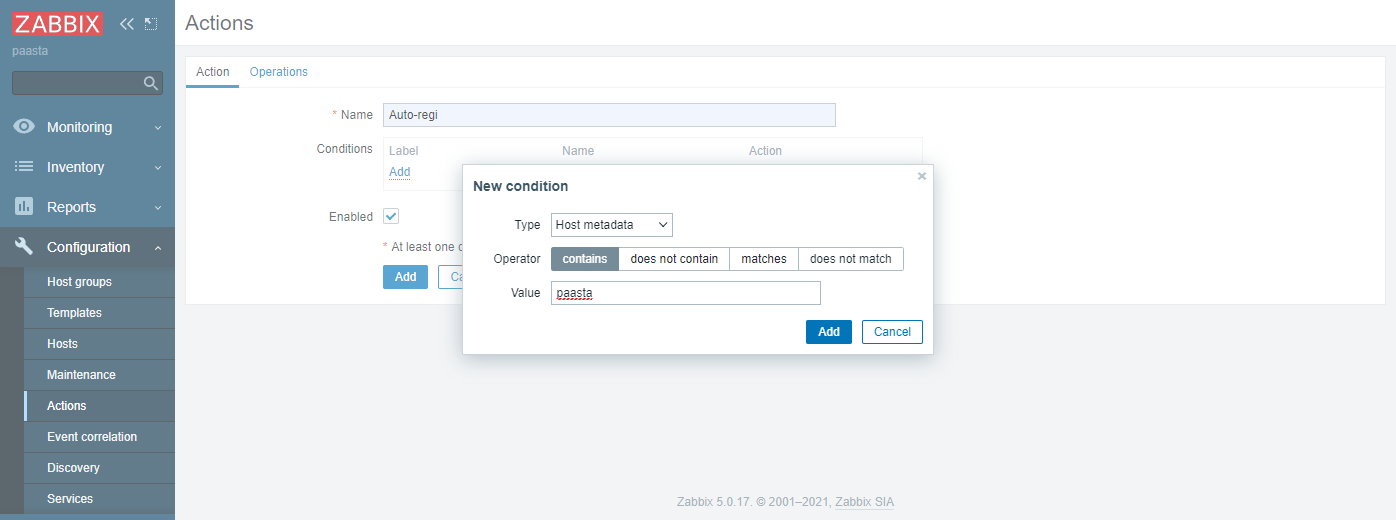 ZABBIX
paasta
Monitoring
Inventory
Reports
Configuration
Host groups
Templates
Hosts
Maintenance
Actions
Event correlation
Discovery
Services
Actions
Action Operations
* Name Auto-regi
Conditions Label Name Action
Add
New condition ×
Type Host metadata
Operator contains does not contain matches does not match
Value paasta
Add Cancel
Enabled
* At least one
Add
Zabbix 5.0.17. © 2001–2021, Zabbix SIA